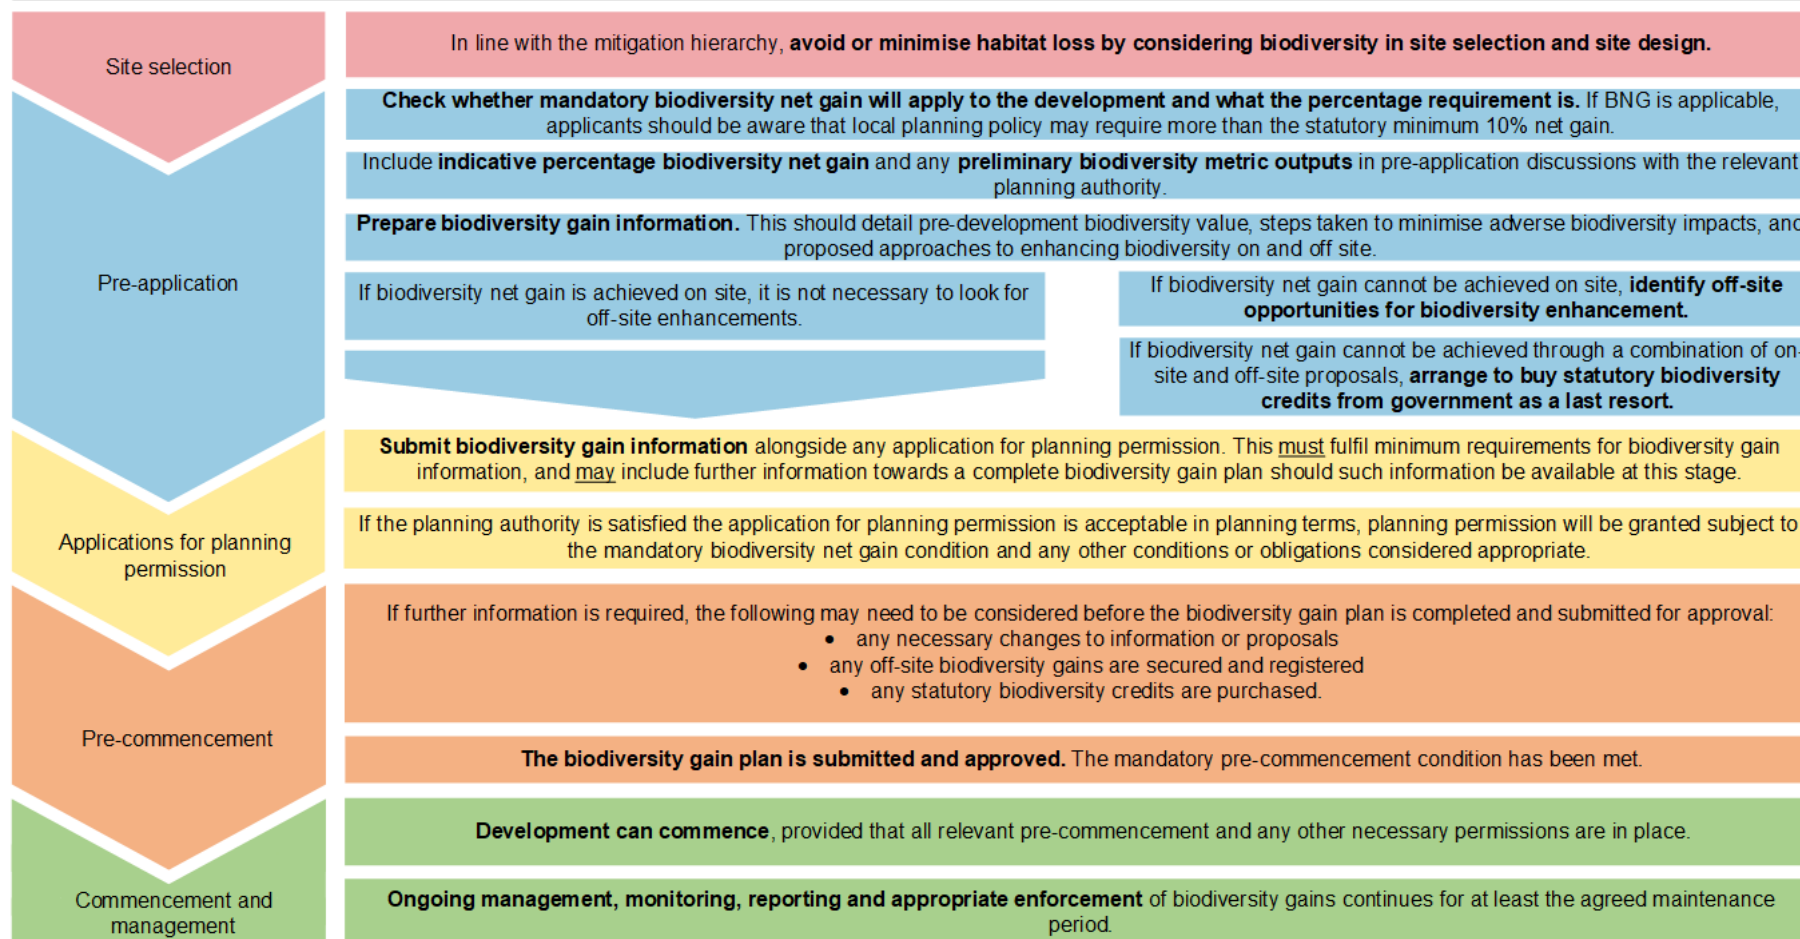 Site selection
In line with the mitigation hierarchy, avoid or minimise habitat loss by considering biodiversity in site selection and site design.
Pre-application
Check whether mandatory biodiversity net gain will apply to the development and what the percentage requirement is. If BNG is applicable,
applicants should be aware that local planning policy may require more than the statutory minimum 10% net gain.
Include indicative percentage biodiversity net gain and any preliminary biodiversity metric outputs in pre-application discussions with the relevant
planning authority.
Prepare biodiversity gain information. This should detail pre-development biodiversity value, steps taken to minimise adverse biodiversity impacts, and
proposed approaches to enhancing biodiversity on and off site.
If biodiversity net gain is achieved on site, it is not necessary to look for
off-site enhancements.
If biodiversity net gain cannot be achieved on site, identify off-site
opportunities for biodiversity enhancement.
If biodiversity net gain cannot be achieved through a combination of on-
site and off-site proposals, arrange to buy statutory biodiversity
credits from government as a last resort.
Applications for planning
permission
Submit biodiversity gain information alongside any application for planning permission. This must fulfil minimum requirements for biodiversity gain
information, and may include further information towards a complete biodiversity gain plan should such information be available at this stage.
If the planning authority is satisfied the application for planning permission is acceptable in planning terms, planning permission will be granted subject to
the mandatory biodiversity net gain condition and any other conditions or obligations considered appropriate.
Pre-commencement
If further information is required, the following may need to be considered before the biodiversity gain plan is completed and submitted for approval:
• any necessary changes to information or proposals
• any off-site biodiversity gains are secured and registered
• any statutory biodiversity credits are purchased.
The biodiversity gain plan is submitted and approved. The mandatory pre-commencement condition has been met.
Commencement and
management
Development can commence, provided that all relevant pre-commencement and any other necessary permissions are in place.
Ongoing management, monitoring, reporting and appropriate enforcement of biodiversity gains continues for at least the agreed maintenance
period.